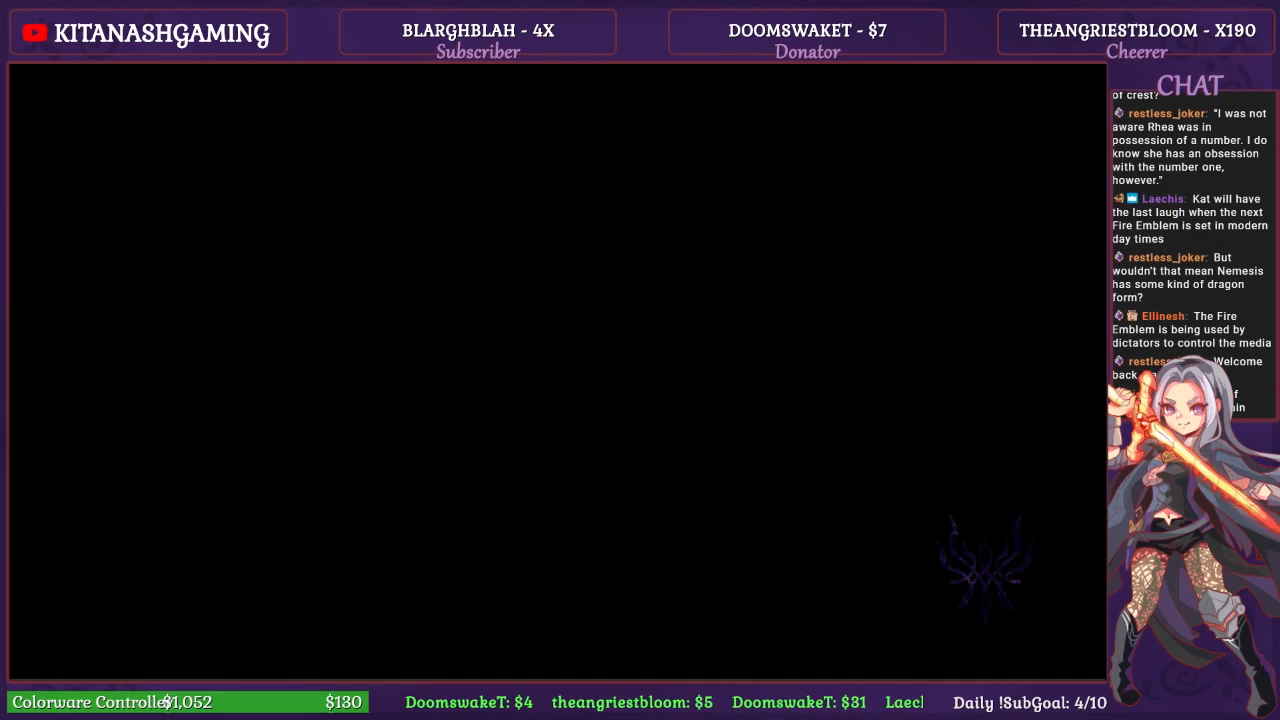 KITANASHGAMING
BLARGHBLAH - 4X
Subscriber
DOOMSWAKET - $7
Donator
THEANGRIESTBLOOM - X190
Cheerer
CHAT
of crest?
restless_joker: "I was not
aware Rhea was in
possession of a number. I do
know she has an obsession
with the number one,
however."
Laechis: Kat will have
the last laugh when the next
Fire Emblem is set in modern
day times
restless_joker: But
wouldn't that mean Nemesis
has some kind of dragon
form?
Ellinesh: The Fire
Emblem is being used by
dictators to control the media
Welcome
back
Colorware Controller $1,052 $130
DoomswakeT: $4 theangriestbloom: $5 DoomswakeT: $31
Daily !SubGoal: 4/10